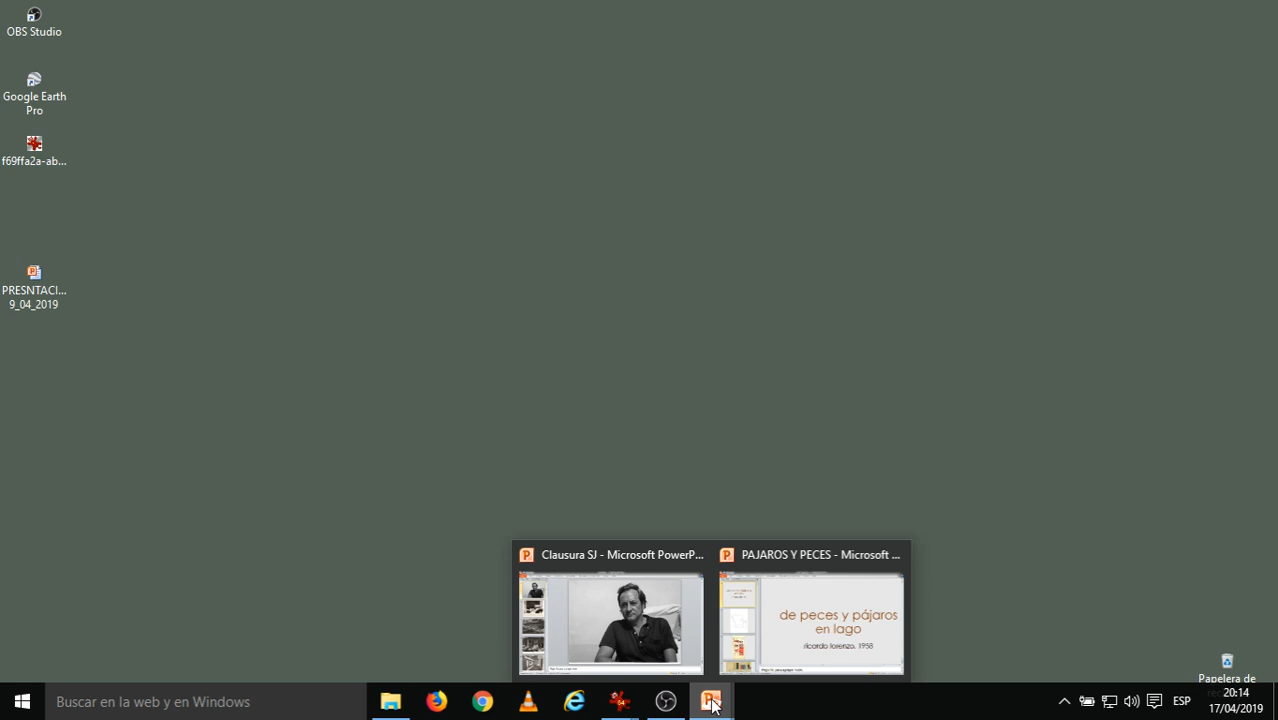 OBS Studio
Google Earth
Pro
f69ffa2a-ab...
PRESNTACI...
9_04_2019
Clausura SJ - Microsoft PowerP...
PAJAROS Y PECES - Microsoft ...
de peces y pájaros
en lago
ricardo lorenzo. 1958
Papelera de
Buscar en la web y en Windows
ESP
20:14
17/04/2019